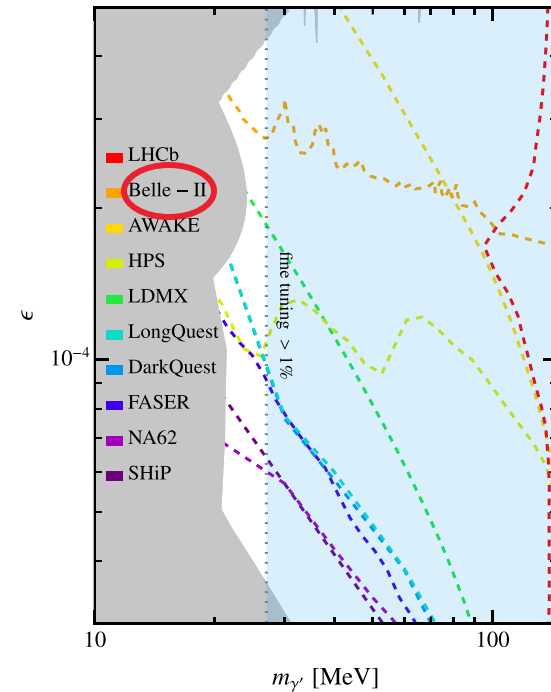 LHCb
Belle − II
AWAKE
HPS
LDMX
LongQuest
DarkQuest
FASER
NA62
SHiP
fine tuning > 1%
ϵ
10⁻⁴
10
100
m_γ′ [MeV]